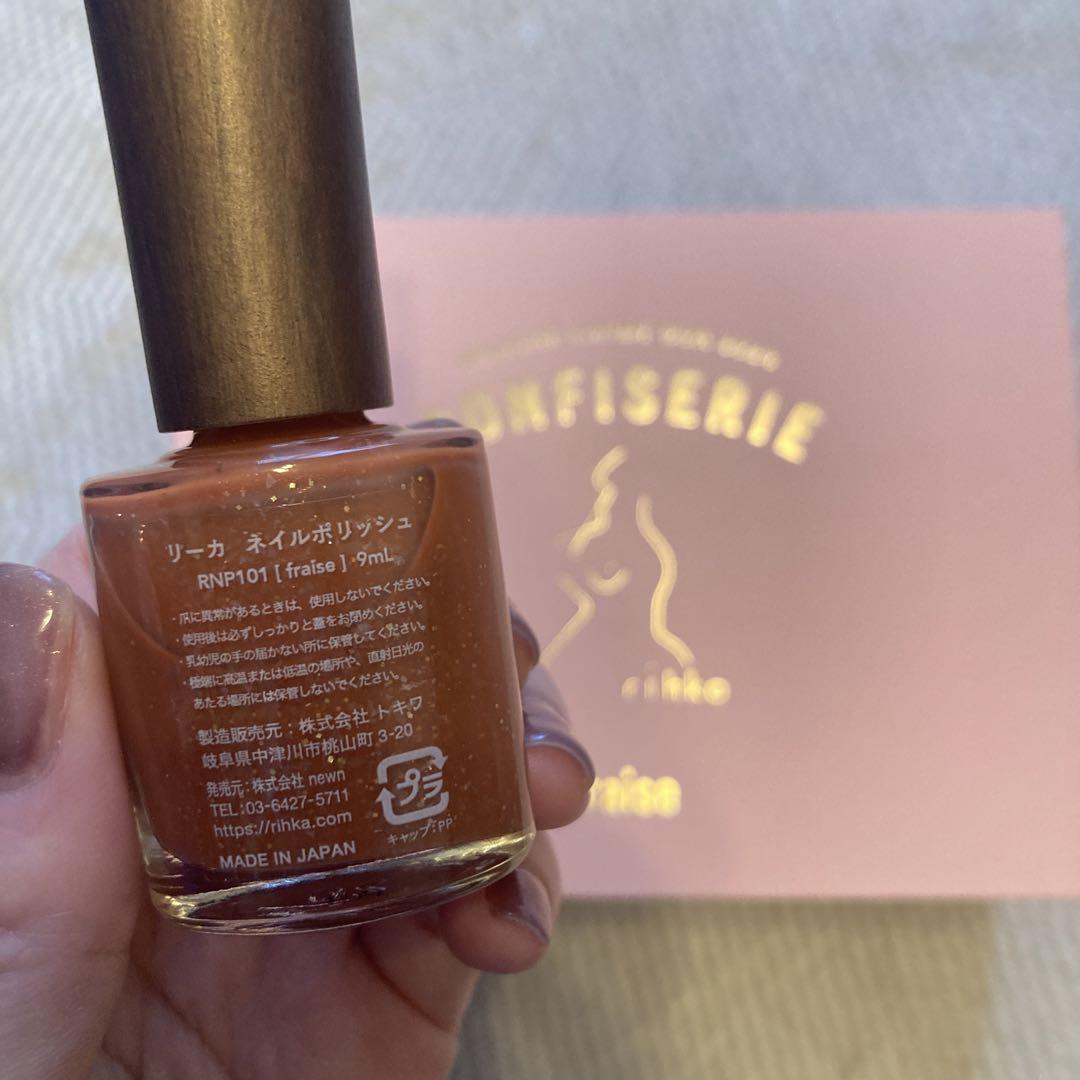 リーカ ネイルポリッシュ
RNP101 [ fraise ] 9mL
・爪に異常があるときは、使用しないでください。
・使用後は必ずしっかりと蓋をお閉めください。
・乳幼児の手の届かない所に保管してください。
極端に高温または低温の場所や、直射日光の
あたる場所には保管しないでください。
製造販売元：株式会社 トキワ
岐阜県中津川市桃山町 3-20
発売元：株式会社 newn
TEL:03-6427-5711
https://rihka.com
MADE IN JAPAN
プラ
キャップ：PP
ONFISERIE
rihka
raise